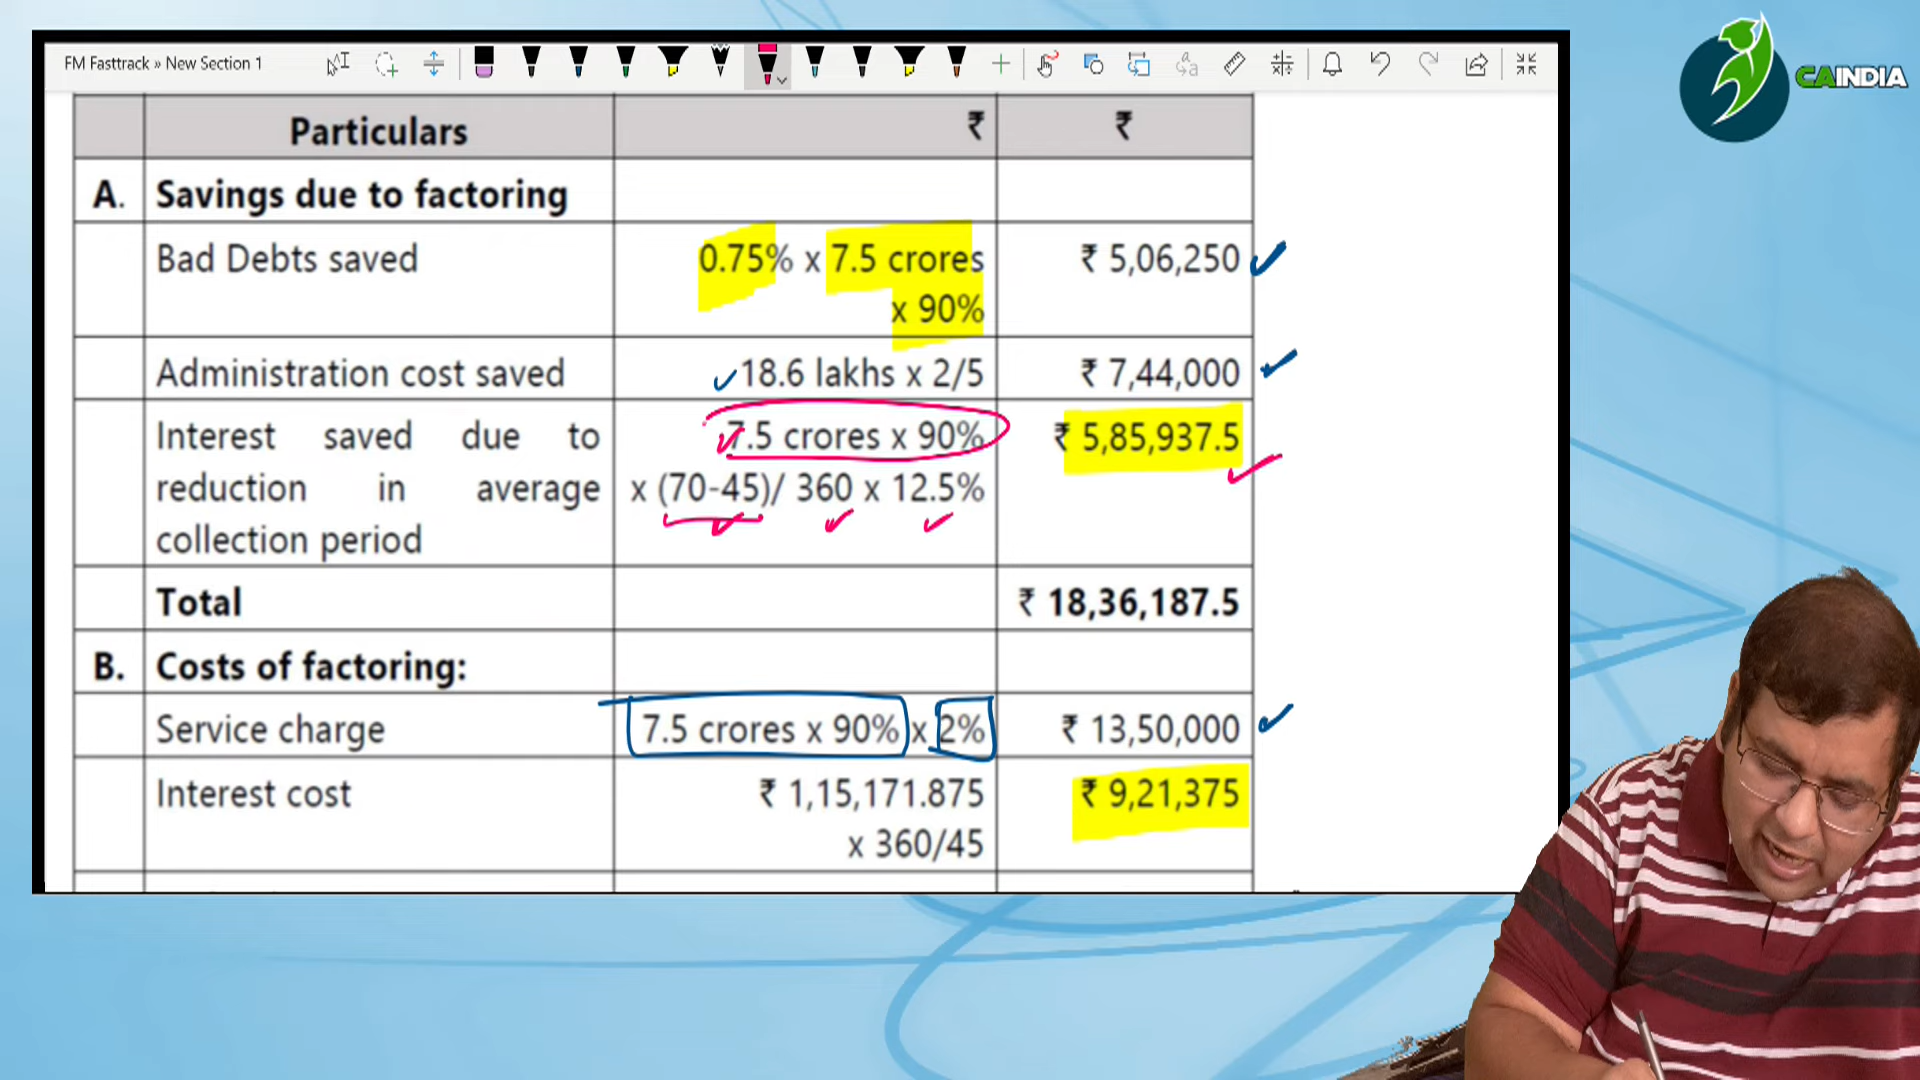 FM Fasttrack » New Section 1
CAINDIA
Particulars ₹ ₹
A. Savings due to factoring
Bad Debts saved 0.75% x 7.5 crores x 90% ₹ 5,06,250
Administration cost saved 18.6 lakhs x 2/5 ₹ 7,44,000
Interest saved due to 7.5 crores x 90% ₹ 5,85,937.5
reduction in average x (70-45)/ 360 x 12.5%
collection period
Total ₹ 18,36,187.5
B. Costs of factoring:
Service charge 7.5 crores x 90% x 2% ₹ 13,50,000
Interest cost ₹ 1,15,171.875 ₹ 9,21,375
x 360/45